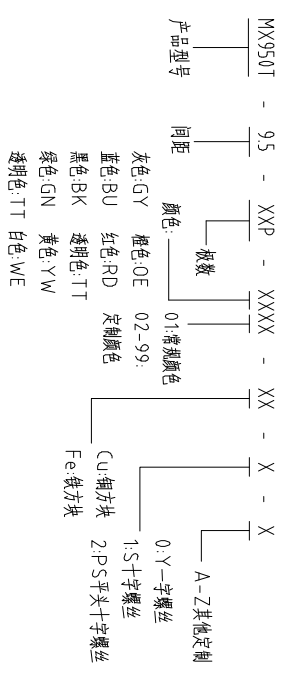 MX950T - 9.5 - XXP - XXXX - XX - X - X
产品型号
间距
极数
颜色:
灰色:GY 橙色:OE
蓝色:BU 红色:RD
黑色:BK 透明色:TT
绿色:GN 黄色:YW
透明色:TT 白色:WE
01:常规颜色
02-99:
定制颜色
Cu:铜方块
Fe:铁方块
0:Y一字螺丝
1:S十字螺丝
2:PS平头十字螺丝
A-Z其他定制